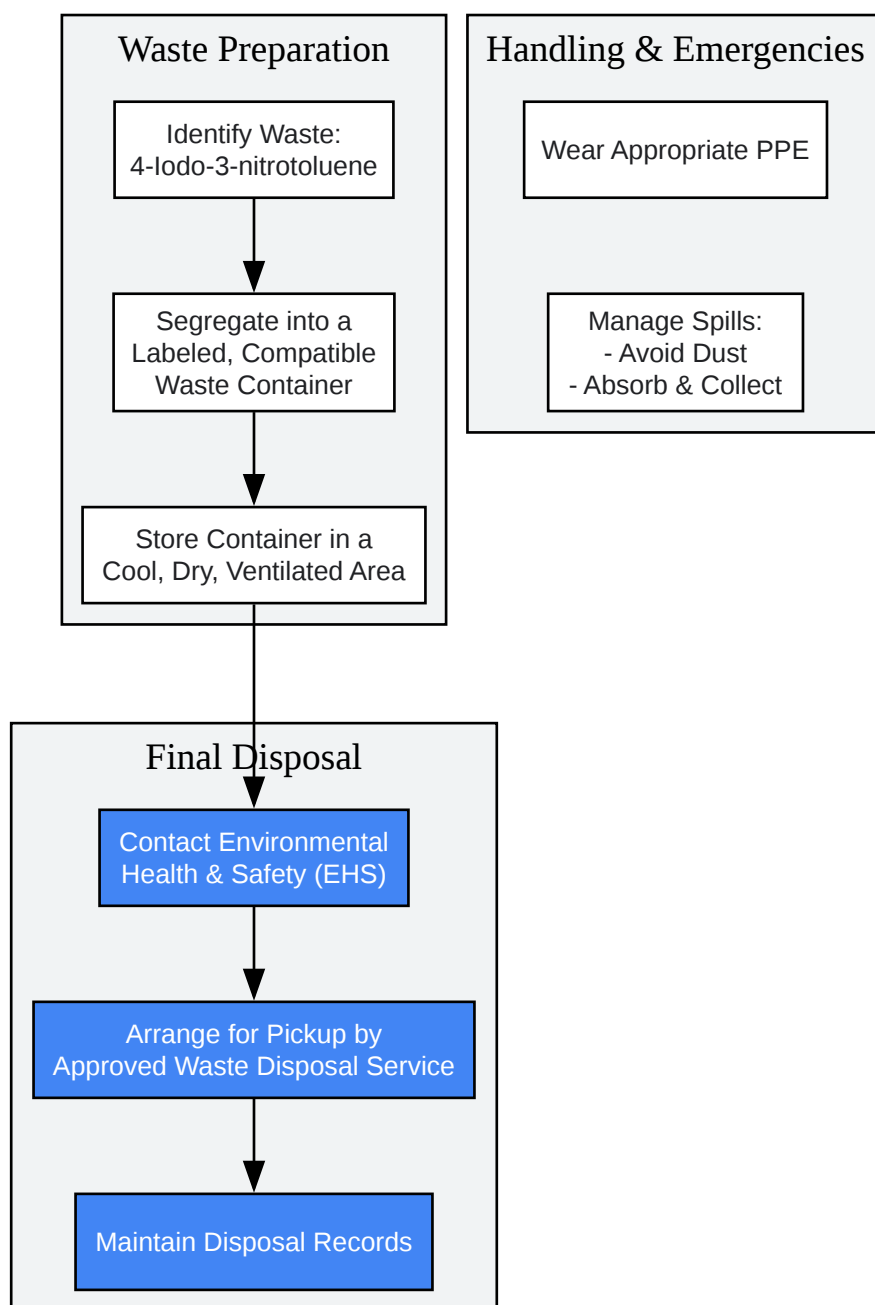 Waste Preparation
Identify Waste:
4-Iodo-3-nitrotoluene
Segregate into a
Labeled, Compatible
Waste Container
Store Container in a
Cool, Dry, Ventilated Area
Handling & Emergencies
Wear Appropriate PPE
Manage Spills:
- Avoid Dust
- Absorb & Collect
Final Disposal
Contact Environmental
Health & Safety (EHS)
Arrange for Pickup by
Approved Waste Disposal Service
Maintain Disposal Records